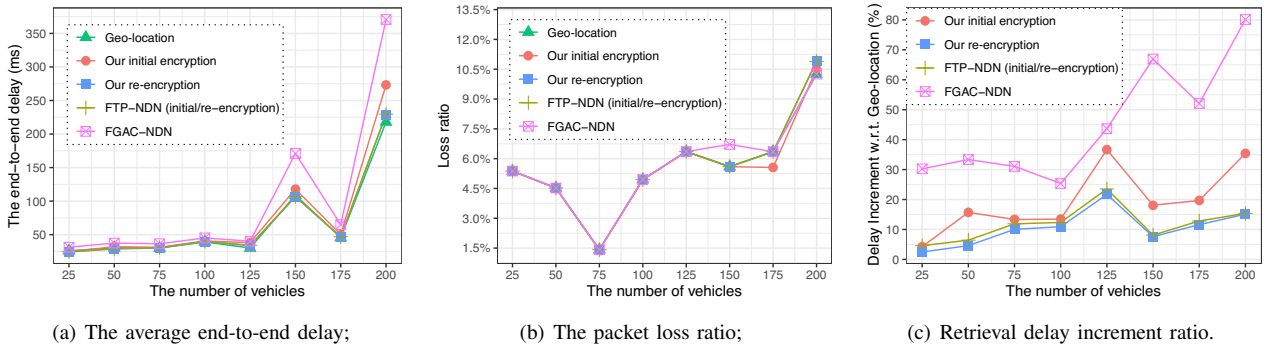 The end−to−end delay (ms)
350
300
250
200
150
100
50
Geo−location
Our initial encryption
Our re−encryption
FTP−NDN (initial/re−encryption)
FGAC−NDN
25 50 75 100 125 150 175 200
The number of vehicles
(a) The average end-to-end delay;
Loss ratio
13.5%
12.0%
10.5%
9.0%
7.5%
6.0%
4.5%
3.0%
1.5%
Geo−location
Our initial encryption
Our re−encryption
FTP−NDN (initial/re−encryption)
FGAC−NDN
25 50 75 100 125 150 175 200
The number of vehicles
(b) The packet loss ratio;
Delay Increment w.r.t. Geo−location (%)
80
70
60
50
40
30
20
10
0
Our initial encryption
Our re−encryption
FTP−NDN (initial/re−encryption)
FGAC−NDN
25 50 75 100 125 150 175 200
The number of vehicles
(c) Retrieval delay increment ratio.